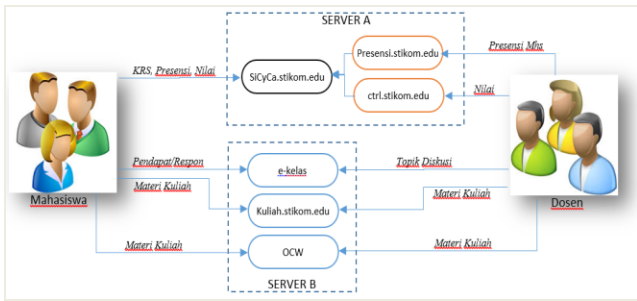 SERVER A
Presensi.stikom.edu
Presensi Mhs
KRS, Presensi, Nilai
SiCyCa.stikom.edu
ctrl.stikom.edu
Nilai
Mahasiswa
Pendapat/Respon
e-kelas
Topik Diskusi
Materi Kuliah
Kuliah.stikom.edu
Materi Kuliah
Dosen
Materi Kuliah
OCW
Materi Kuliah
SERVER B